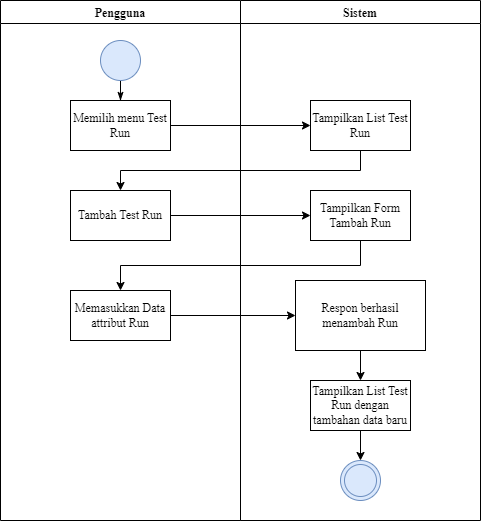 Pengguna
Sistem
Memilih menu Test
Run
Tampilkan List Test
Run
Tambah Test Run
Tampilkan Form
Tambah Run
Memasukkan Data
attribut Run
Respon berhasil
menambah Run
Tampilkan List Test
Run dengan
tambahan data baru